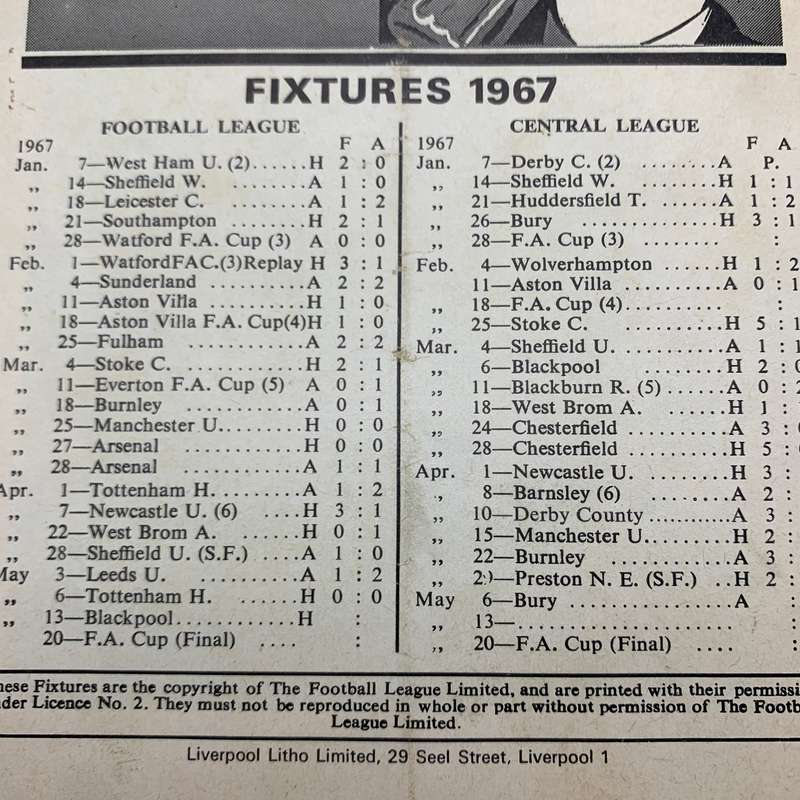 FIXTURES 1967
FOOTBALL LEAGUE
1967 F A
Jan. 7—West Ham U. (2)......H 2 : 0
„ 14—Sheffield W. ........A 1 : 0
„ 18—Leicester C. ........A 1 : 2
„ 21—Southampton ........H 2 : 1
„ 28—Watford F.A. Cup (3) A 0 : 0
Feb. 1—WatfordFAC.(3)Replay H 3 : 1
„ 4—Sunderland ..........A 2 : 2
„ 11—Aston Villa ..........H 1 : 0
„ 18—Aston Villa F.A. Cup(4)H 1 : 0
„ 25—Fulham ............A 2 : 2
Mar. 4—Stoke C. ............H 2 : 1
„ 11—Everton F.A. Cup (5) A 0 : 1
„ 18—Burnley ............A 0 : 1
„ 25—Manchester U.........H 0 : 0
„ 27—Arsenal ............H 0 : 0
„ 28—Arsenal ............A 1 : 1
Apr. 1—Tottenham H.........A 1 : 2
„ 7—Newcastle U. (6) ....H 3 : 1
„ 22—West Brom A. ......H 0 : 1
„ 28—Sheffield U. (S.F.) ....A 1 : 0
May 3—Leeds U. ..........A 1 : 2
„ 6—Tottenham H. ......H 0 : 0
„ 13—Blackpool............H :
20—F.A. Cup (Final) .... :
CENTRAL LEAGUE
1967 F A
Jan. 7—Derby C. (2) ........A P.
„ 14—Sheffield W. ........H 1 : 1
„ 21—Huddersfield T. ......A 1 : 2
„ 26—Bury ..............H 3 : 1
„ 28—F.A. Cup (3) ........ :
Feb. 4—Wolverhampton ......H 1 : 2
11—Aston Villa ..........A 0 : 1
„ 18—F.A. Cup (4).......... :
„ 25—Stoke C. ............H 5 : 1
Mar. 4—Sheffield U. ..........A 1 : 1
„ 6—Blackpool ..........H 2 : 0
„ 11—Blackburn R. (5) ......A 0 : 2
„ 18—West Brom A. ......H 1 :
„ 24—Chesterfield ..........A 3 :
„ 28—Chesterfield ..........H 5 :
Apr. 1—Newcastle U. ........H 3 :
„ 8—Barnsley (6) ..........A 2 :
„ 10—Derby County ............A 3 :
„ 15—Manchester U.........H 2 :
„ 22—Burnley ............A 3 :
„ Preston N. E. (S.F.) ..H 2 :
May 6—Bury ................A :
„ 13—...................... :
„ 20—F.A. Cup (Final) .... :
hese Fixtures are the copyright of The Football League Limited, and are printed with their permissi
der Licence No. 2. They must not be reproduced in whole or part without permission of The Footb
League Limited.
Liverpool Litho Limited, 29 Seel Street, Liverpool 1